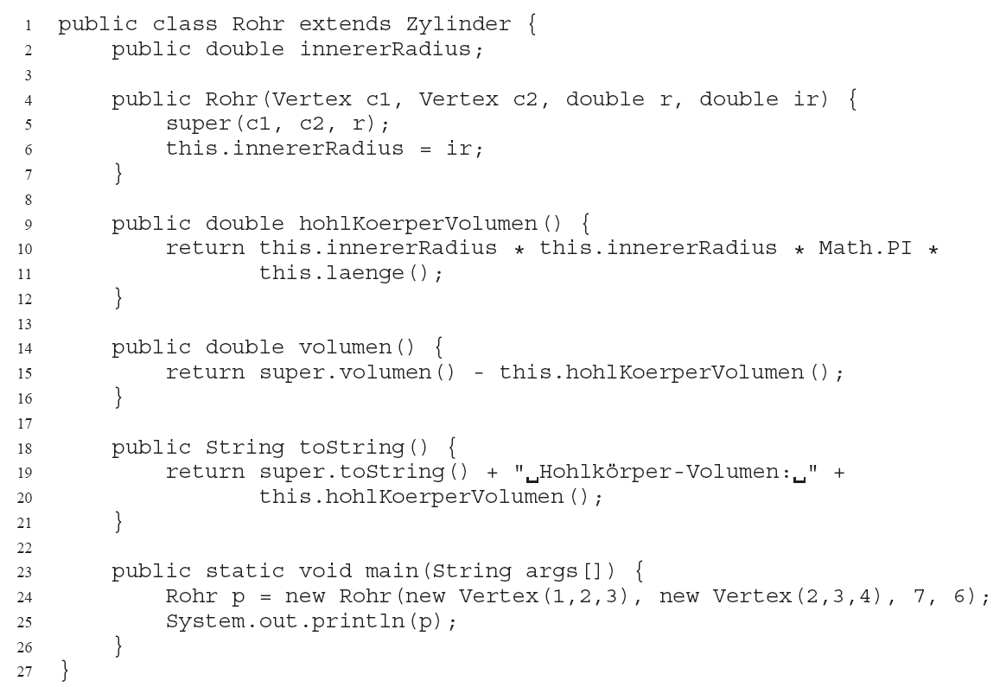 1 public class Rohr extends Zylinder {
2     public double innererRadius;
3
4     public Rohr(Vertex c1, Vertex c2, double r, double ir) {
5         super(c1, c2, r);
6         this.innererRadius = ir;
7     }
8
9     public double hohlKoerperVolumen() {
10         return this.innererRadius * this.innererRadius * Math.PI *
11                this.laenge();
12     }
13
14     public double volumen() {
15         return super.volumen() - this.hohlKoerperVolumen();
16     }
17
18     public String toString() {
19         return super.toString() + "␣Hohlkörper-Volumen:␣" +
20                this.hohlKoerperVolumen();
21     }
22
23     public static void main(String args[]) {
24         Rohr p = new Rohr(new Vertex(1,2,3), new Vertex(2,3,4), 7, 6);
25         System.out.println(p);
26     }
27 }